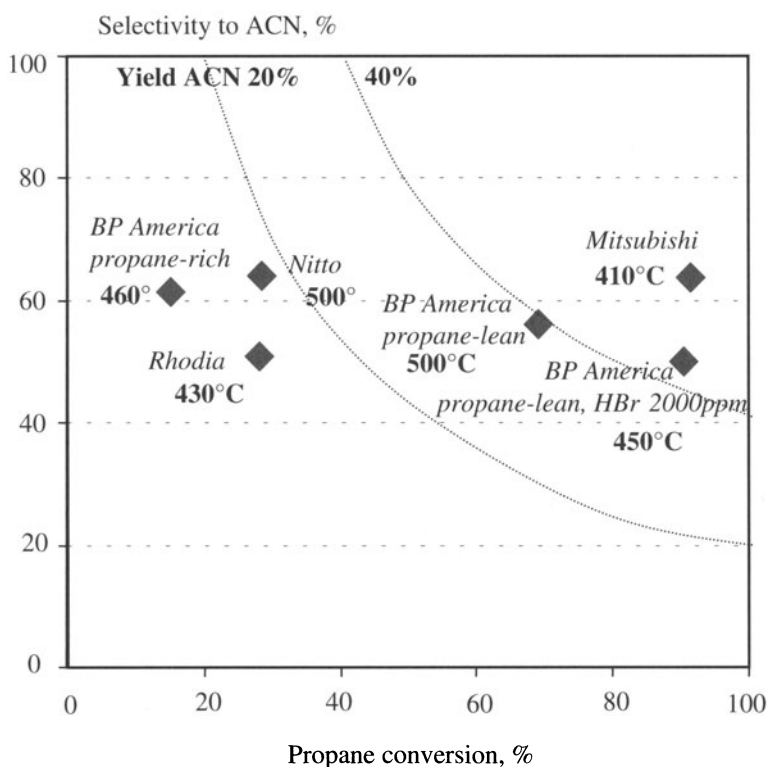 Selectivity to ACN, %
100
Yield ACN 20%
40%
80
BP America
propane-rich
460°
Nitto
500°
Mitsubishi
410°C
60
BP America
propane-lean
500°C
Rhodia
430°C
BP America
propane-lean, HBr 2000ppm
450°C
40
20
0
0 20 40 60 80 100
Propane conversion, %